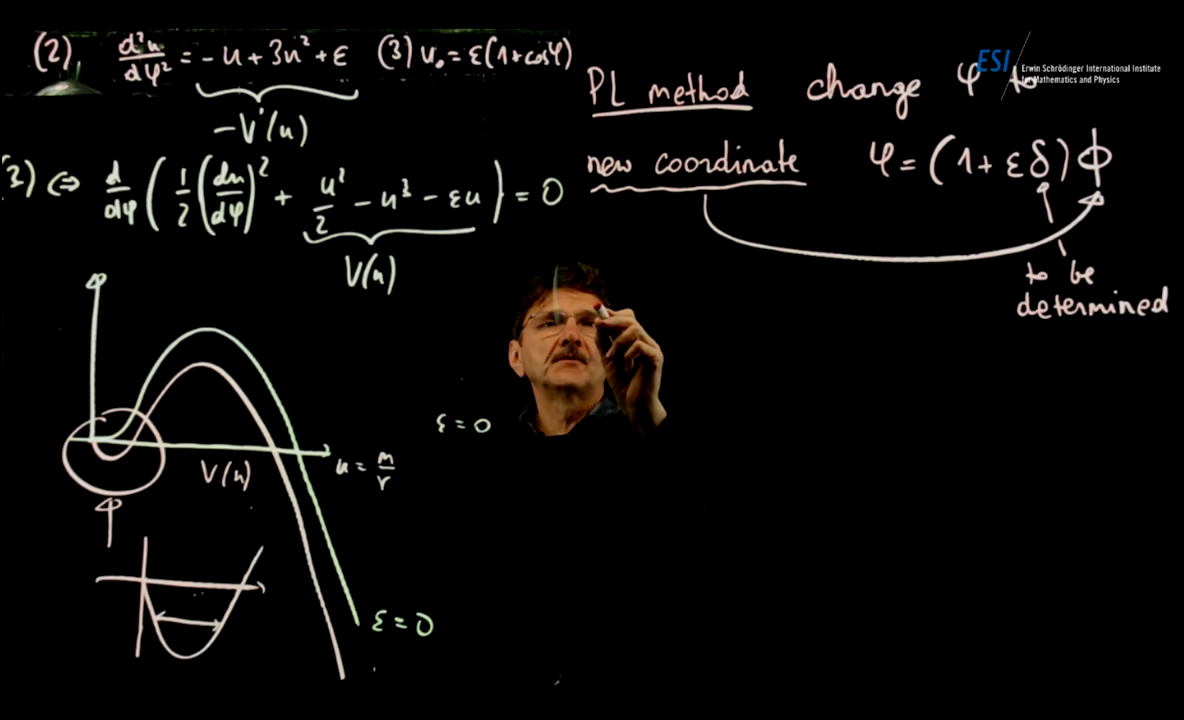 (2) d²u/dφ² = -u + 3u² + ε (3) u₀ = ε(1+cosφ)
-V'(u)
2) ⇔ d/dφ ( 1/2 (du/dφ)² + u²/2 - u³ - εu ) = 0
V(u)
V(u)
u = m/r
ε = 0
ε = 0
ESI Erwin Schrödinger International Institute
for Mathematics and Physics
PL method change φ to
new coordinate φ = (1 + εδ)ϕ
to be
determined